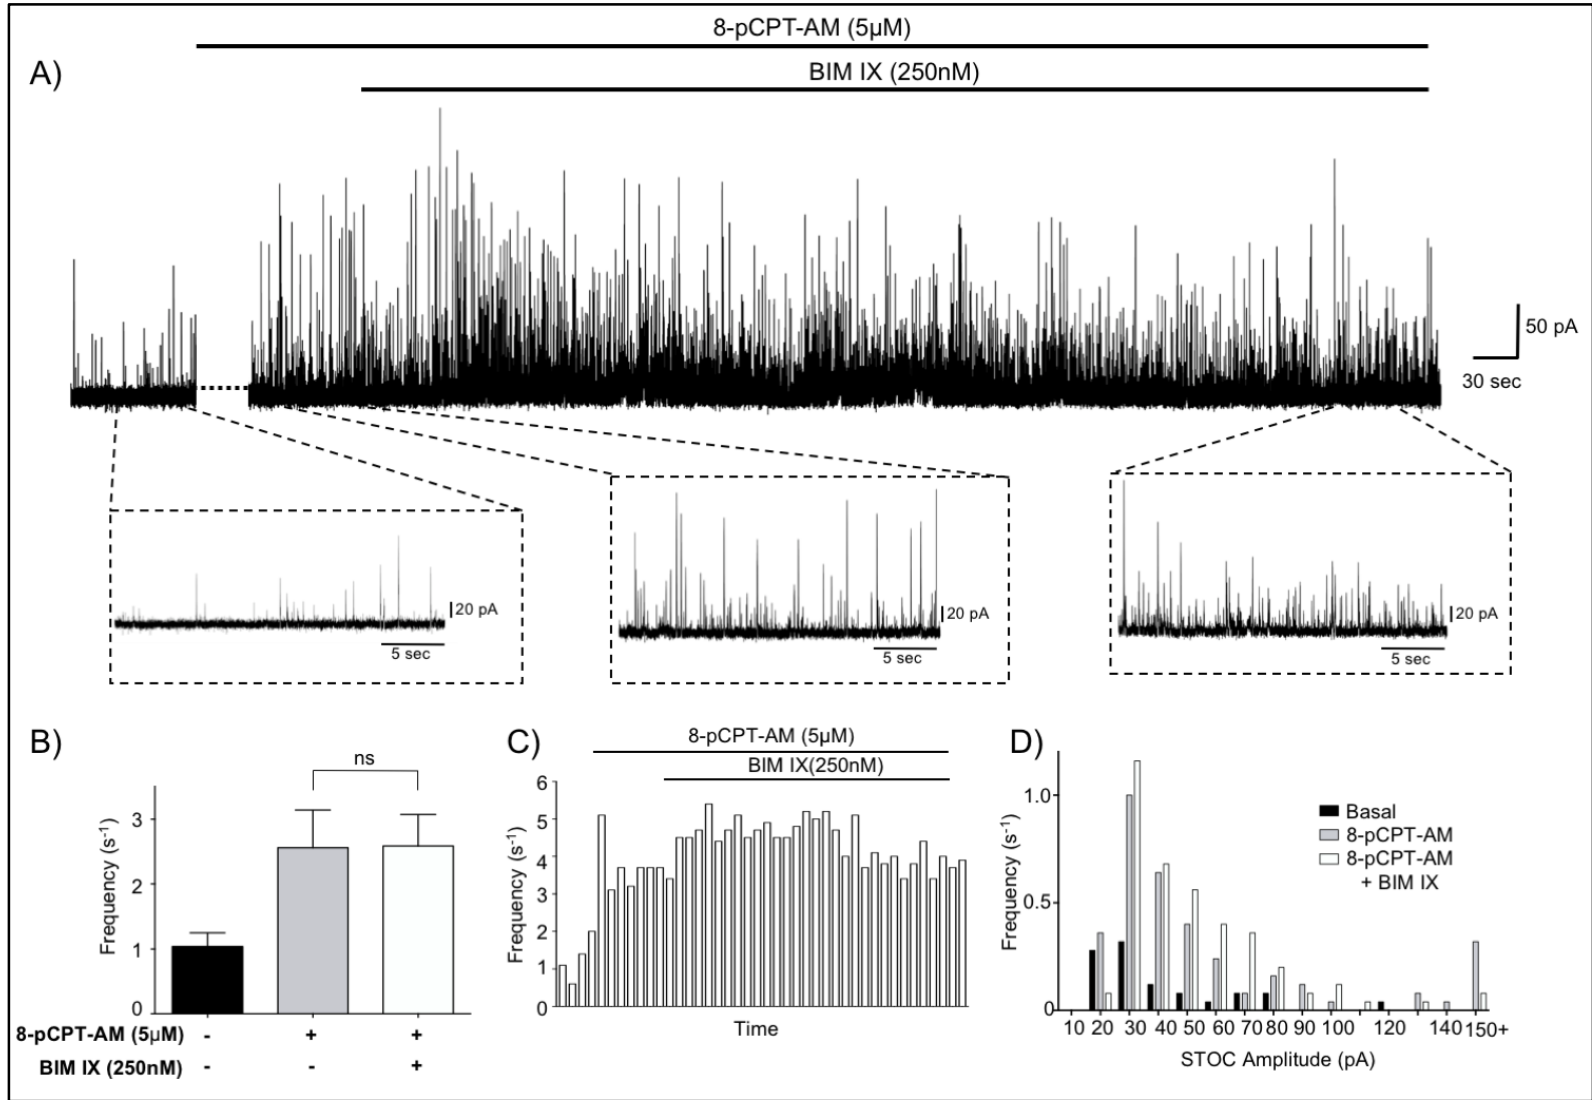 8-pCPT-AM (5µM)
A)
BIM IX (250nM)
50 pA
30 sec
20 pA
5 sec
20 pA
5 sec
20 pA
5 sec
B)
ns
Frequency (s-1)
3
2
1
0
8-pCPT-AM (5µM) - + +
BIM IX (250nM) - - +
C)
8-pCPT-AM (5µM)
BIM IX(250nM)
Frequency (s-1)
6
5
4
3
2
1
0
Time
D)
Frequency (s-1)
1.0
0.5
0
Basal
8-pCPT-AM
8-pCPT-AM
+ BIM IX
10 20 30 40 50 60 70 80 90 100 120 140 150+
STOC Amplitude (pA)